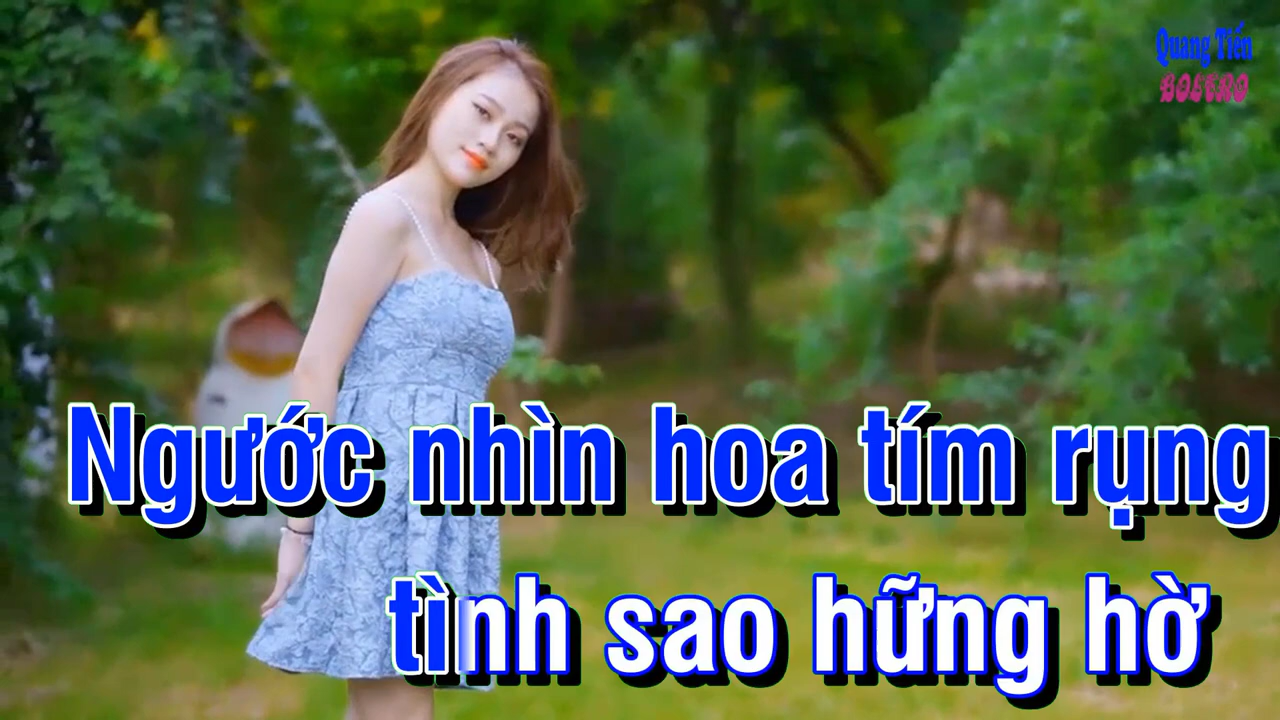 Quang Tiến
BOLERO
Ngước nhìn hoa tím rụng
tình sao hững hờ